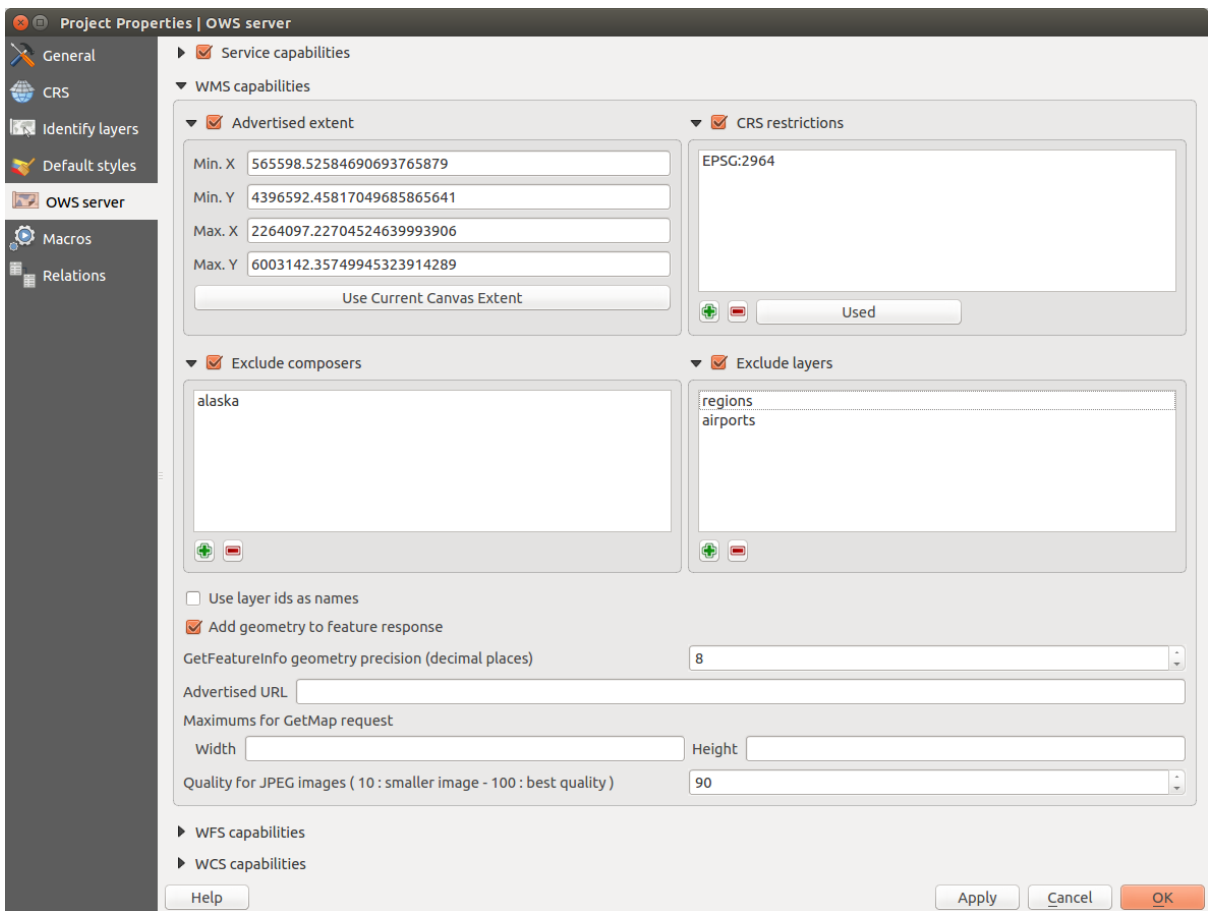 Project Properties | OWS server
General
CRS
Identify layers
Default styles
OWS server
Macros
Relations
Service capabilities
WMS capabilities
Advertised extent
Min. X 565598.52584690693765879
Min. Y 4396592.45817049685865641
Max. X 2264097.22704524639993906
Max. Y 6003142.35749945323914289
Use Current Canvas Extent
CRS restrictions
EPSG:2964
Used
Exclude composers
alaska
Exclude layers
regions
airports
Use layer ids as names
Add geometry to feature response
GetFeatureInfo geometry precision (decimal places) 8
Advertised URL
Maximums for GetMap request
Width Height
Quality for JPEG images ( 10 : smaller image - 100 : best quality ) 90
WFS capabilities
WCS capabilities
Help Apply Cancel OK